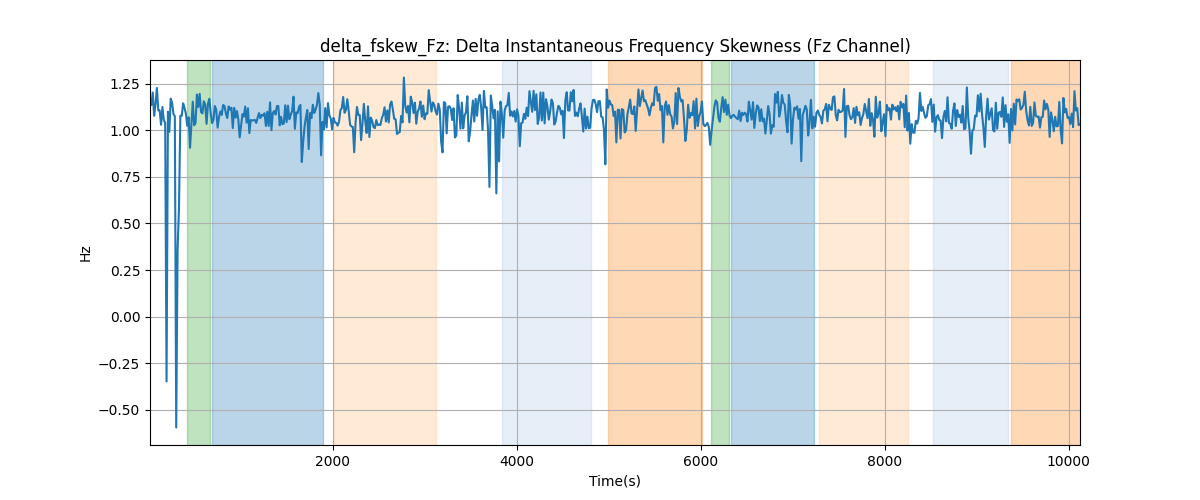 delta_fskew_Fz: Delta Instantaneous Frequency Skewness (Fz Channel)
1.25
1.00
0.75
0.50
0.25
0.00
−0.25
−0.50
Hz
2000 4000 6000 8000 10000
Time(s)